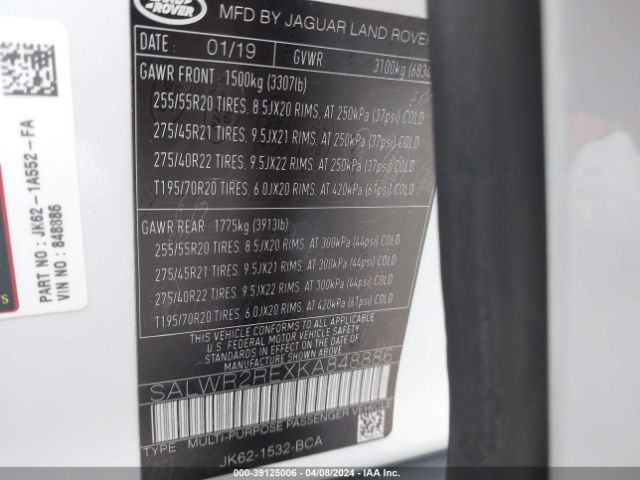 ROVER
MFD BY JAGUAR LAND ROVER
DATE : 01/19 GVWR 3100kg (6834
GAWR FRONT : 1500kg (3307lb)
255/55R20 TIRES. 8.5JX20 RIMS, AT 250kPa (37psi) COLD
275/45R21 TIRES. 9.5JX21 RIMS, AT 250kPa (37psi) COLD
275/40R22 TIRES. 9.5JX22 RIMS, AT 250kPa (37psi) COLD
T195/70R20 TIRES. 6.0JX20 RIMS, AT 420kPa (61psi) COLD
GAWR REAR : 1775kg (3913lb)
255/55R20 TIRES. 8.5JX20 RIMS, AT 300kPa (44psi) COLD
275/45R21 TIRES. 9.5JX21 RIMS, AT 300kPa (44psi) COLD
275/40R22 TIRES. 9.5JX22 RIMS, AT 300kPa (44psi) COLD
T195/70R20 TIRES. 6.0JX20 RIMS, AT 420kPa (61psi) COLD
THIS VEHICLE CONFORMS TO ALL APPLICABLE
U.S. FEDERAL MOTOR VEHICLE SAFETY
STANDARDS IN EFFECT ON THE DATE OF
MANUFACTURE SHOWN ABOVE
SALWR2REXKA848886
TYPE : MULTI-PURPOSE PASSENGER VEHICLE
JK62-1532-BCA
PART NO : JK62-1A552-FA
VIN NO : 848886
000-39125006 - 04/08/2024 - IAA, Inc.